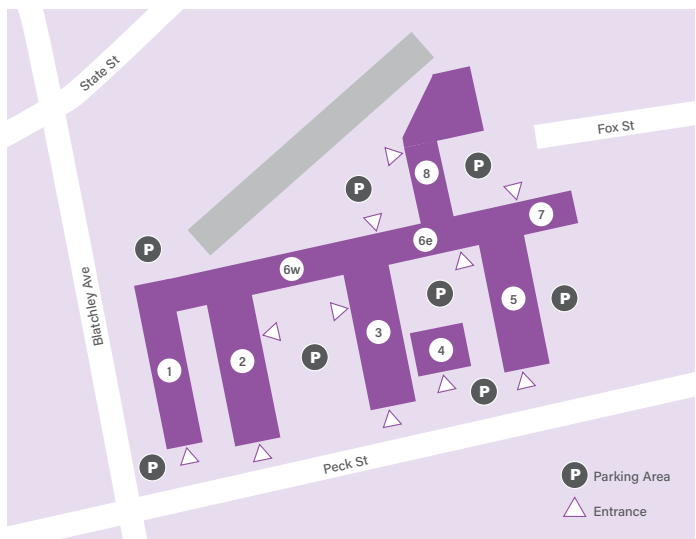 State St
Fox St
P
8
P
P
7
6e
P
6w
P
5
P
Blatchley Ave
3
4
P
2
1
P
P
Peck St
P Parking Area
Entrance